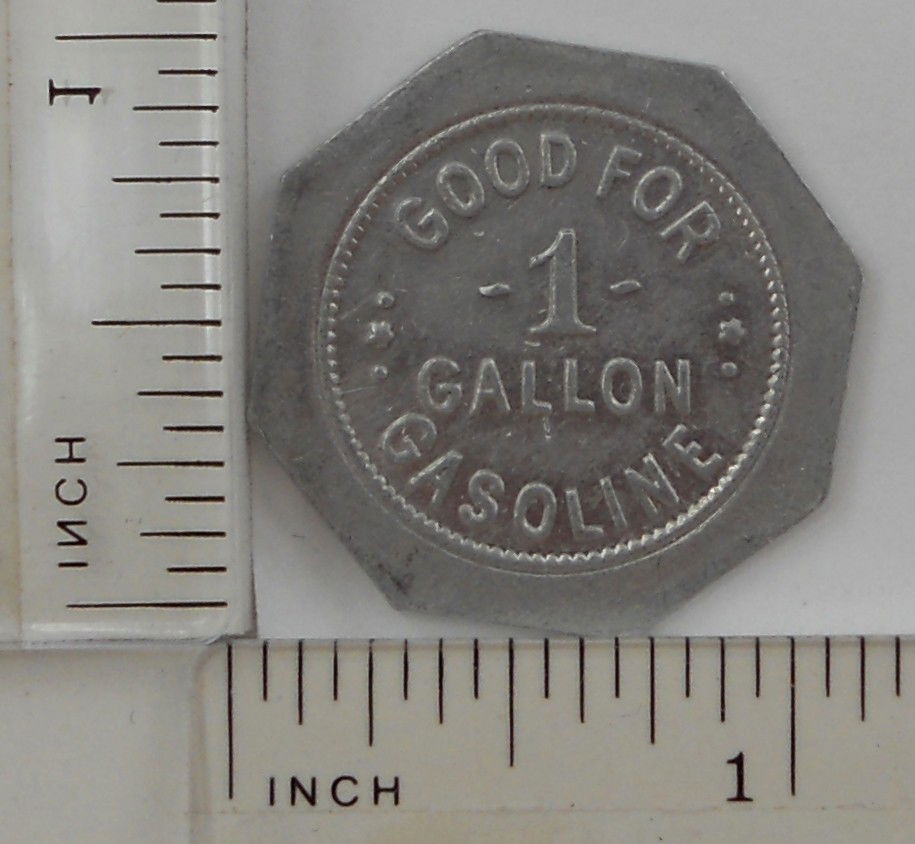 GOOD FOR
-1-
GALLON
GASOLINE
1
INCH
INCH
1